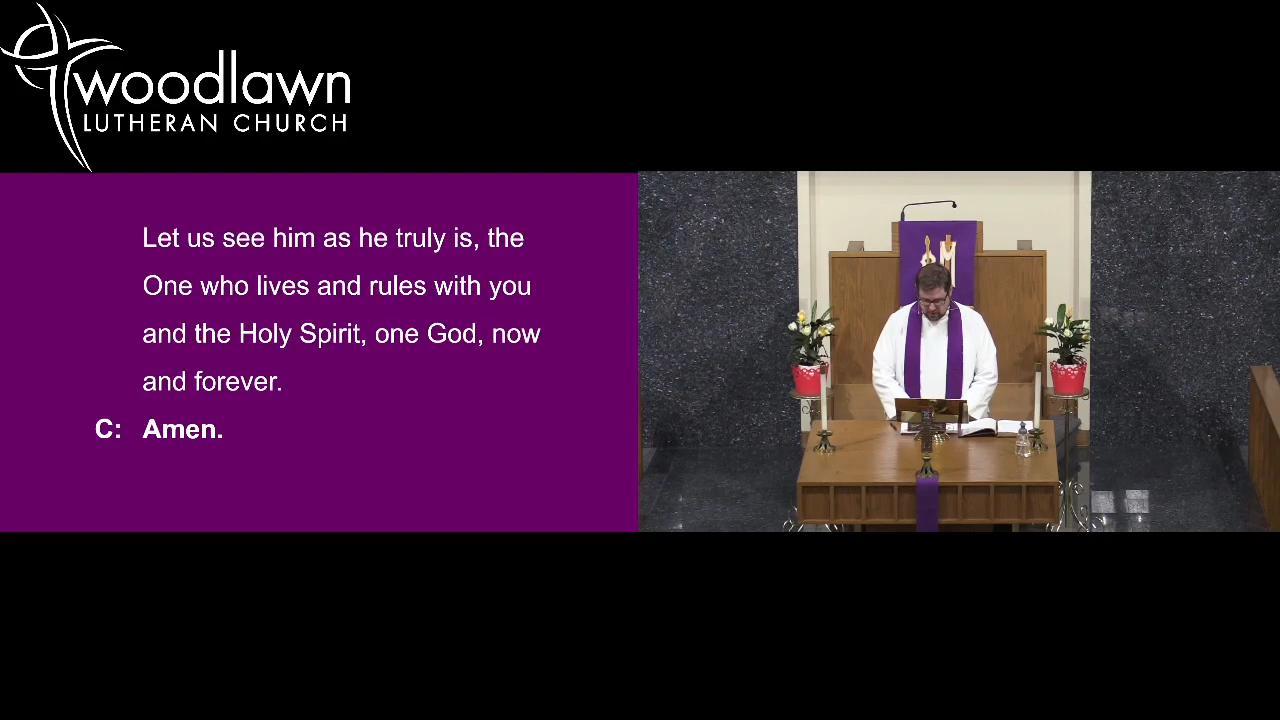 woodlawn
LUTHERAN CHURCH
Let us see him as he truly is, the
One who lives and rules with you
and the Holy Spirit, one God, now
and forever.
C: Amen.